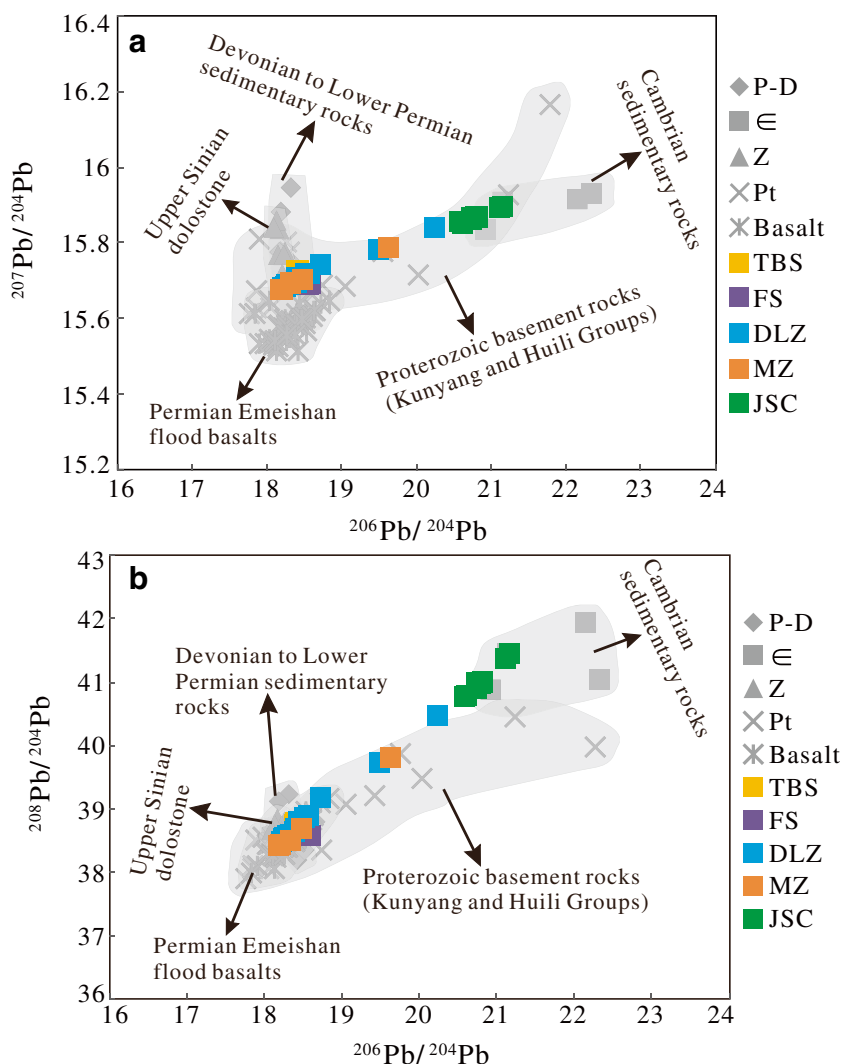 a
16.4
16.2
16
15.8
15.6
15.4
15.2
16 17 18 19 20 21 22 23 24
²⁰⁷Pb/ ²⁰⁴Pb
²⁰⁶Pb/ ²⁰⁴Pb
Devonian to Lower Permian
sedimentary rocks
Upper Sinian
dolostone
Cambrian
sedimentary rocks
Proterozoic basement rocks
(Kunyang and Huili Groups)
Permian Emeishan
flood basalts
P-D
∈
Z
Pt
Basalt
TBS
FS
DLZ
MZ
JSC
b
43
42
41
40
39
38
37
36
16 17 18 19 20 21 22 23 24
²⁰⁸Pb/ ²⁰⁴Pb
²⁰⁶Pb/ ²⁰⁴Pb
Devonian to Lower
Permian sedimentary
rocks
Upper Sinian
dolostone
Cambrian
sedimentary rocks
Proterozoic basement rocks
(Kunyang and Huili Groups)
Permian Emeishan
flood basalts
P-D
∈
Z
Pt
Basalt
TBS
FS
DLZ
MZ
JSC